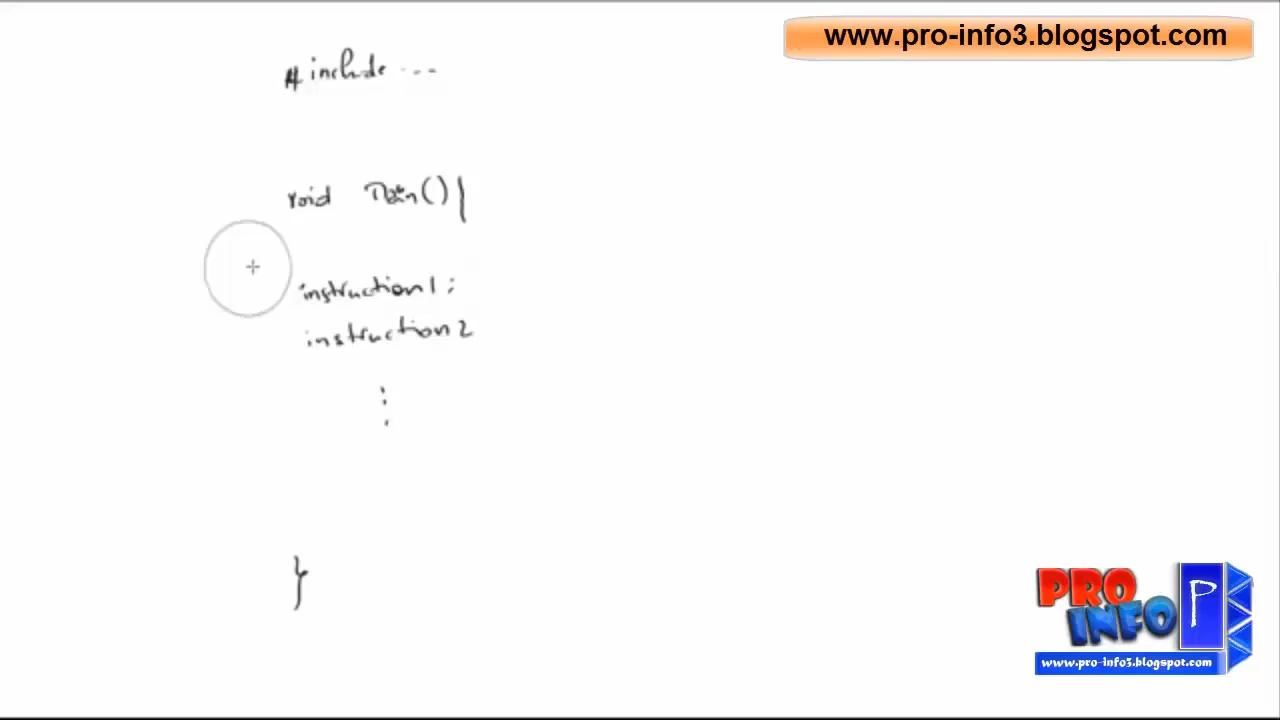 www.pro-info3.blogspot.com
#include ...
void Main(){
instruction1;
instruction2
⋮
}
PRO
INFO
P
www.pro-info3.blogspot.com